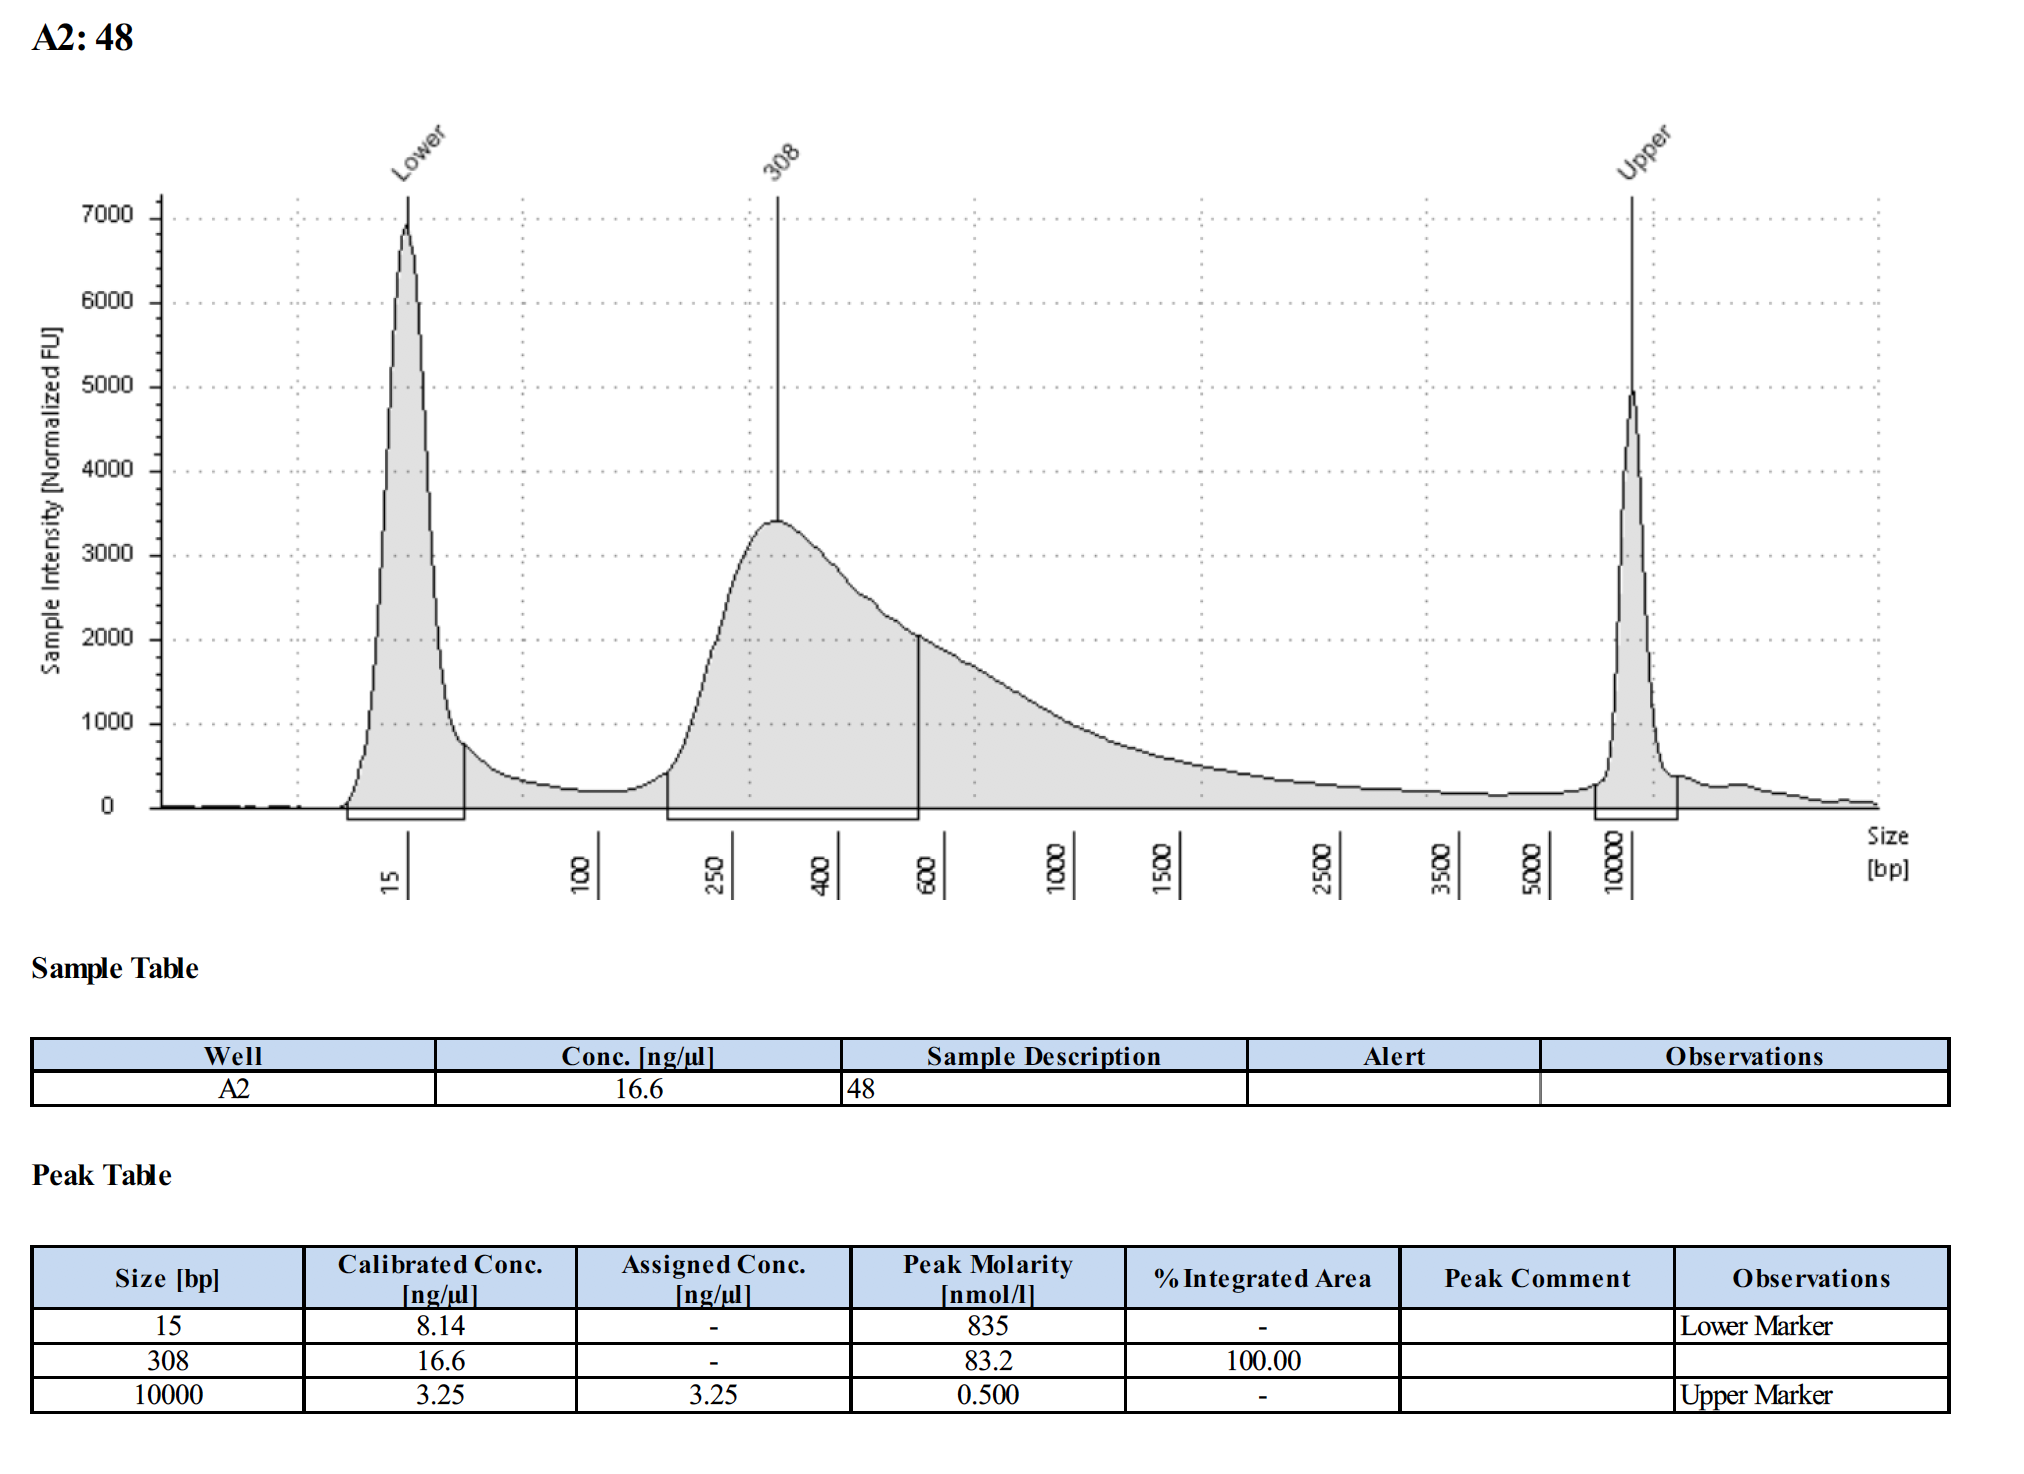 A2: 48
Lower
308
Upper
Sample Intensity [Normalized FU]
7000
6000
5000
4000
3000
2000
1000
0
15
100
250
400
600
1000
1500
2500
3500
5000
10000
Size
[bp]
Sample Table
Well Conc. [ng/µl] Sample Description Alert Observations
A2 16.6 48
Peak Table
Size [bp] Calibrated Conc. [ng/µl] Assigned Conc. [ng/µl] Peak Molarity [nmol/l] % Integrated Area Peak Comment Observations
15 8.14 - 835 - Lower Marker
308 16.6 - 83.2 100.00
10000 3.25 3.25 0.500 - Upper Marker